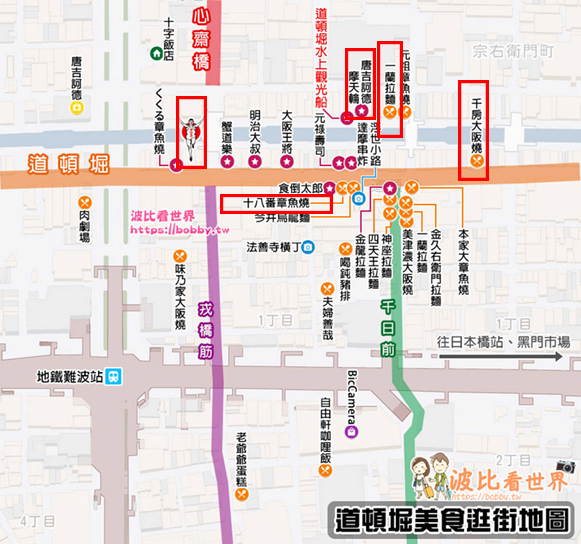 心齋橋
十字飯店
道頓堀水上觀光船
唐吉訶德
摩天輪
一蘭拉麵
元祖章魚燒
宗右衛門町
唐吉訶德
くくる章魚燒
蟹道樂
明治大叔
大阪王將
元祿壽司
達摩串炸
浮世小路
千房大阪燒
道頓堀
食倒太郎
十八番章魚燒
今井烏龍麵
肉劇場
波比看世界
https://bobby.tw
法善寺橫丁
味乃家大阪燒
喝鈍豬排
金龍拉麵
四天王拉麵
神座拉麵
美津濃大阪燒
一蘭拉麵
金久右衛門拉麵
本家大章魚燒
夫婦善哉
戎橋筋
千日前
1丁目
1丁目
往日本橋站、黑門市場
地鐵難波站
BicCamera
自由軒咖哩飯
老爺爺蛋糕
2丁目
4丁目
波比看世界
https://bobby.tw
道頓堀美食逛街地圖